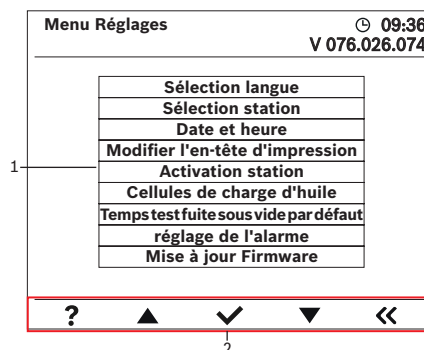 Menu Réglages
09:36
V 076.026.074
Sélection langue
Sélection station
Date et heure
Modifier l'en-tête d'impression
1
Activation station
Cellules de charge d'huile
Temps test fuite sous vide par défaut
réglage de l'alarme
Mise à jour Firmware
?
2